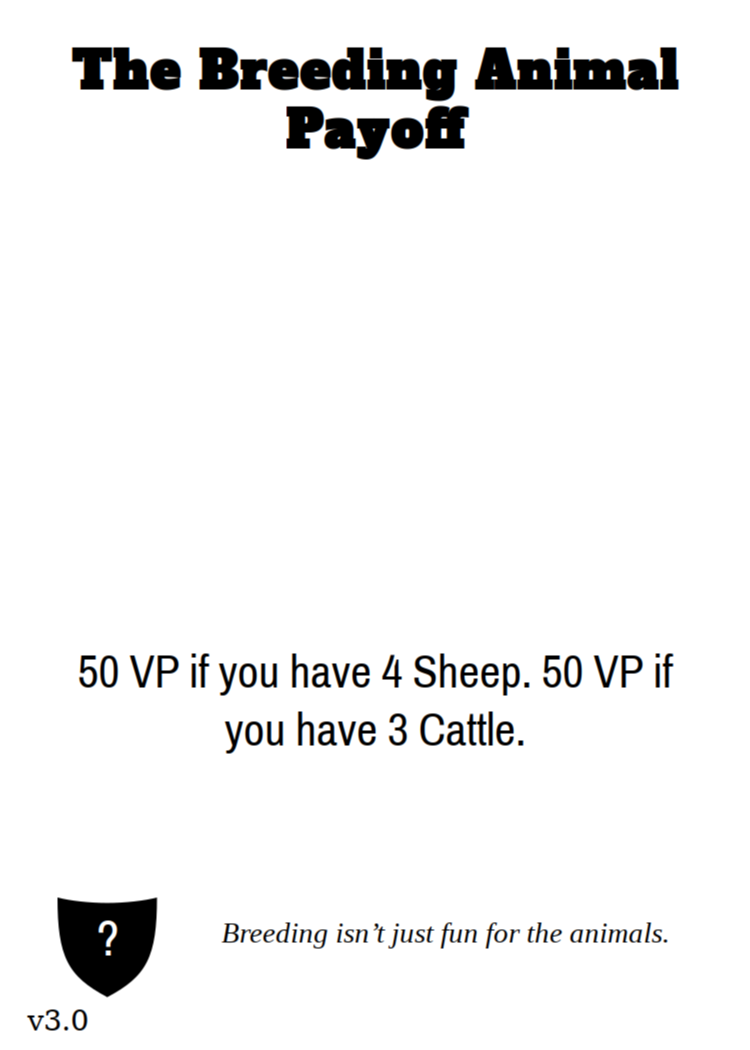 The Breeding Animal
Payoff
50 VP if you have 4 Sheep. 50 VP if
you have 3 Cattle.
?
Breeding isn’t just fun for the animals.
v3.0